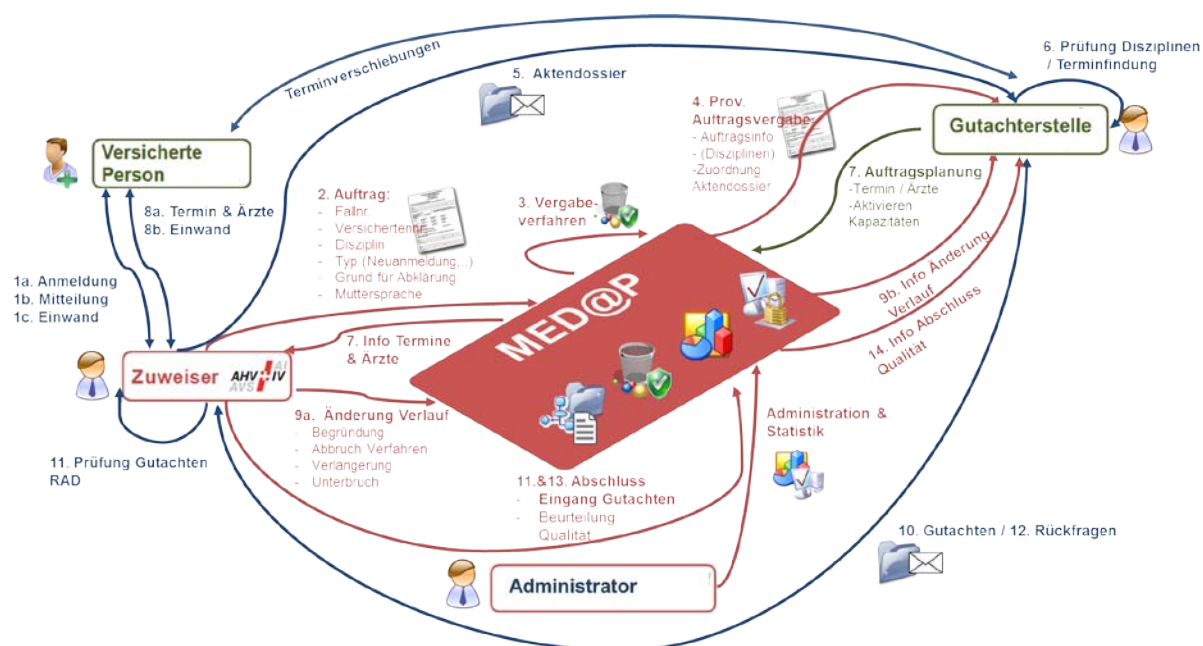 Terminverschiebungen
5. Aktendossier
6. Prüfung Disziplinen
/ Terminfindung
4. Prov.
Auftragsvergabe
- Auftragsinfo
- (Disziplinen)
- Zuordnung
Aktendossier
Gutachterstelle
Versicherte
Person
7. Auftragsplanung
-Termin / Ärzte
-Aktivieren
Kapazitäten
2. Auftrag:
- Fallnr.
- Versichertennr.
- Disziplin
- Typ (Neuanmeldung,..)
- Grund für Abklärung
- Muttersprache
3. Vergabe-
verfahren
8a. Termin & Ärzte
8b. Einwand
1a. Anmeldung
1b. Mitteilung
1c. Einwand
MED@P
9b. Info Änderung
Verlauf
14. Info Abschluss
Qualität
7. Info Termine
& Ärzte
Zuweiser
AHV IV
AVS AI
9a. Änderung Verlauf
- Begründung
- Abbruch Verfahren
- Verlängerung
- Unterbruch
Administration &
Statistik
11. Prüfung Gutachten
RAD
11.&13. Abschluss
- Eingang Gutachten
- Beurteilung
Qualität
10. Gutachten / 12. Rückfragen
Administrator